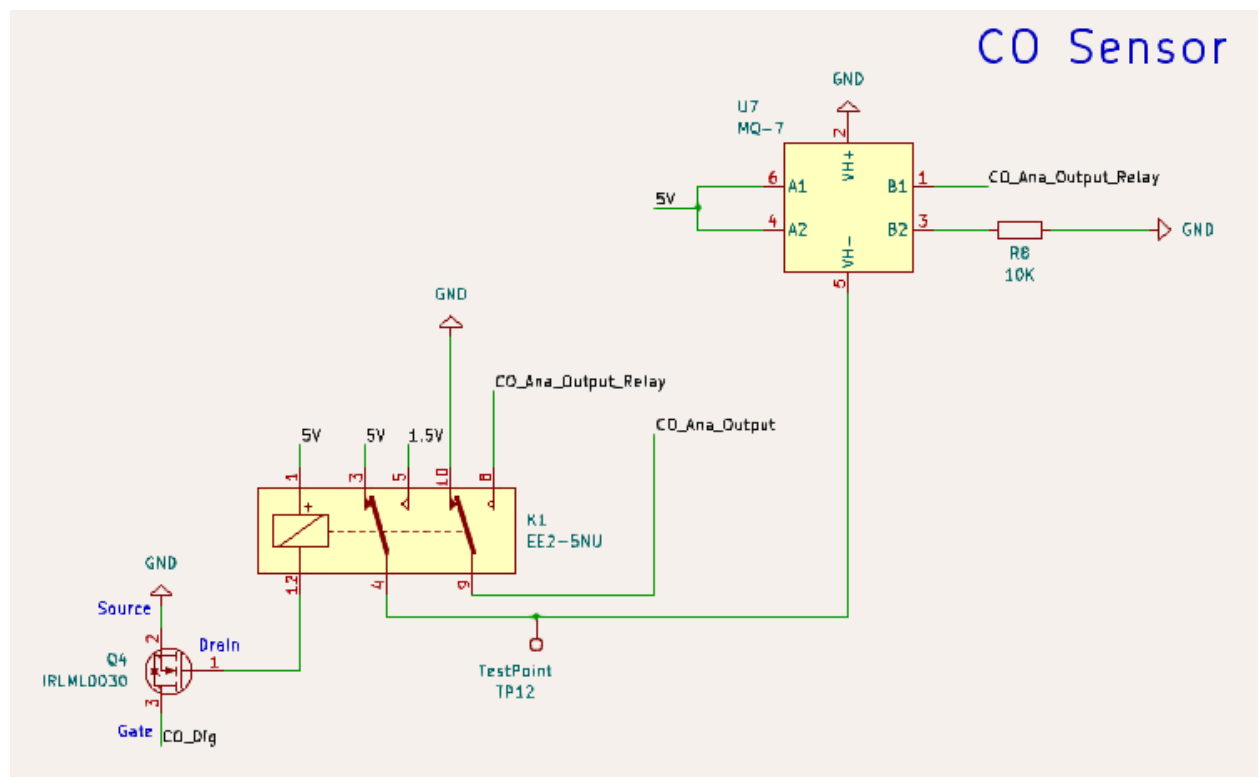 CO Sensor
GND
U7
MQ-7
2
VH+
6 A1 B1 1 CO_Ana_Output_Relay
5V
4 A2 B2 3 GND
VH-
R8
10K
5
GND
CO_Ana_Output_Relay
CO_Ana_Output
5V 5V 1.5V
1 3 5 10 8
+
K1
EE2-5NU
12 4 9
GND
Source
2
Drain
1
Q4
IRLML0030
TestPoint
TP12
3
Gate CO_DIg